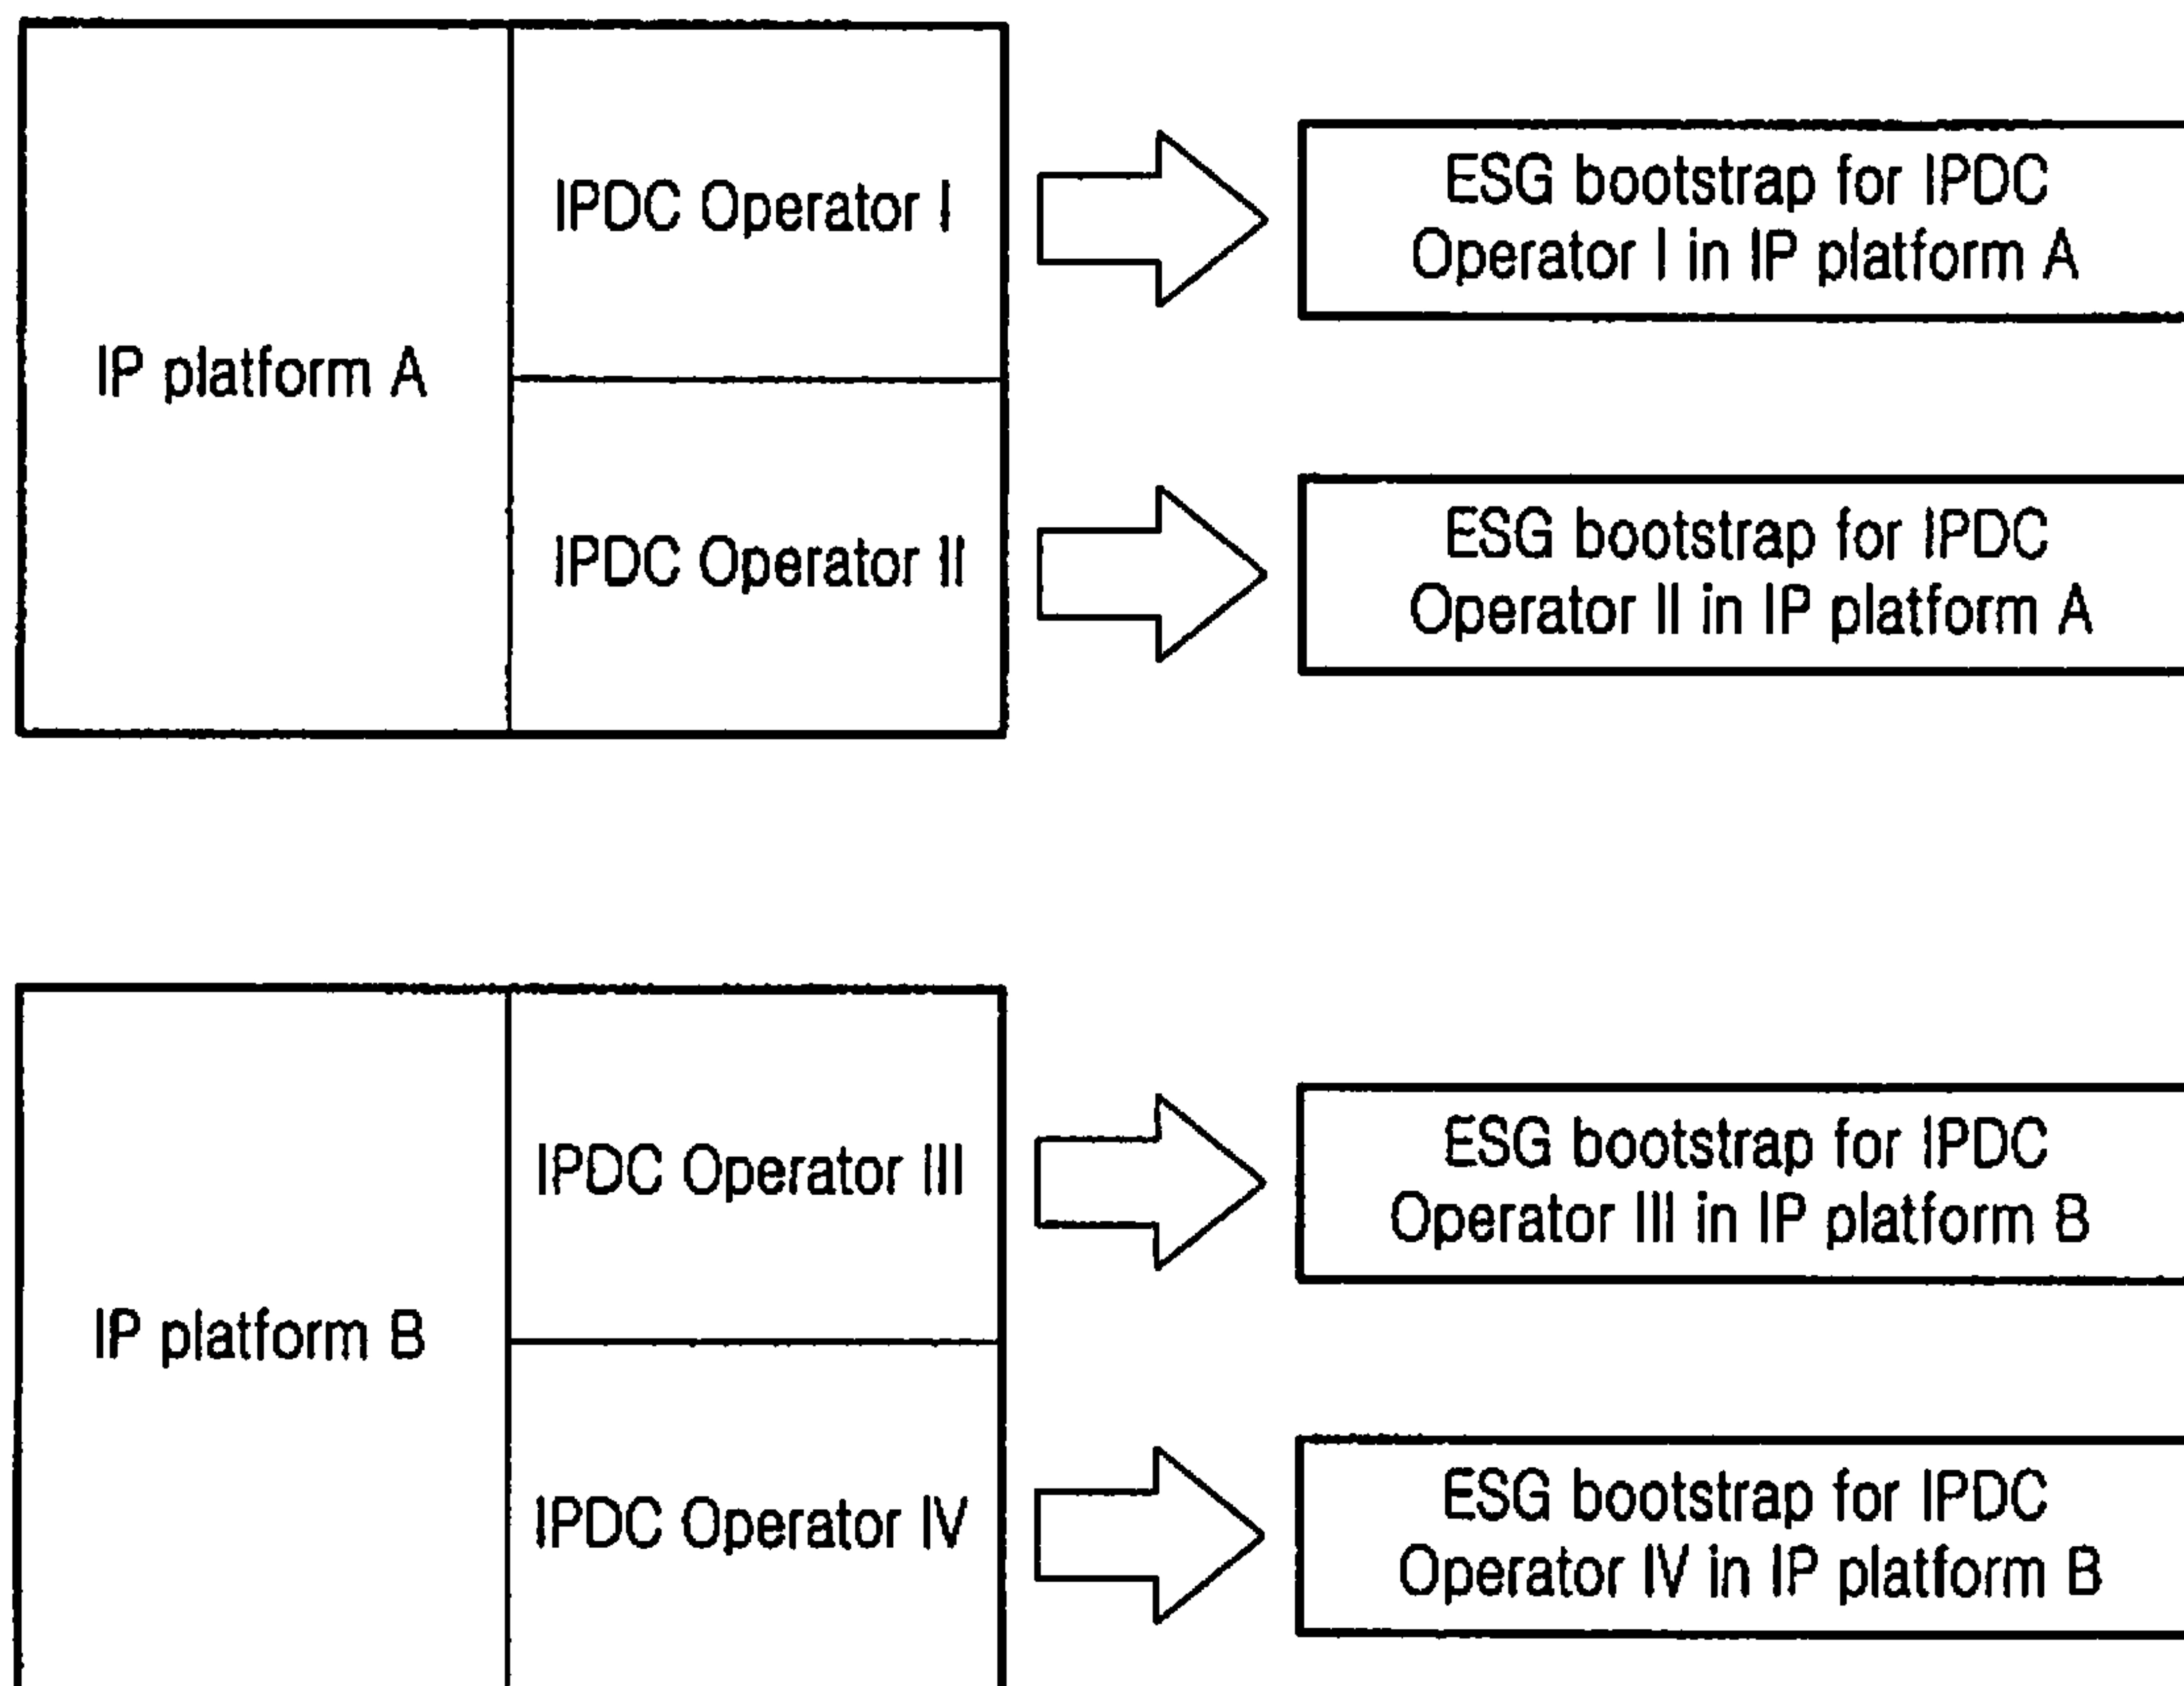 IP platform A
IPDC Operator I
ESG bootstrap for IPDC
Operator I in IP platform A
IPDC Operator II
ESG bootstrap for IPDC
Operator II in IP platform A
IP platform B
IPDC Operator III
ESG bootstrap for IPDC
Operator III in IP platform B
IPDC Operator IV
ESG bootstrap for IPDC
Operator IV in IP platform B